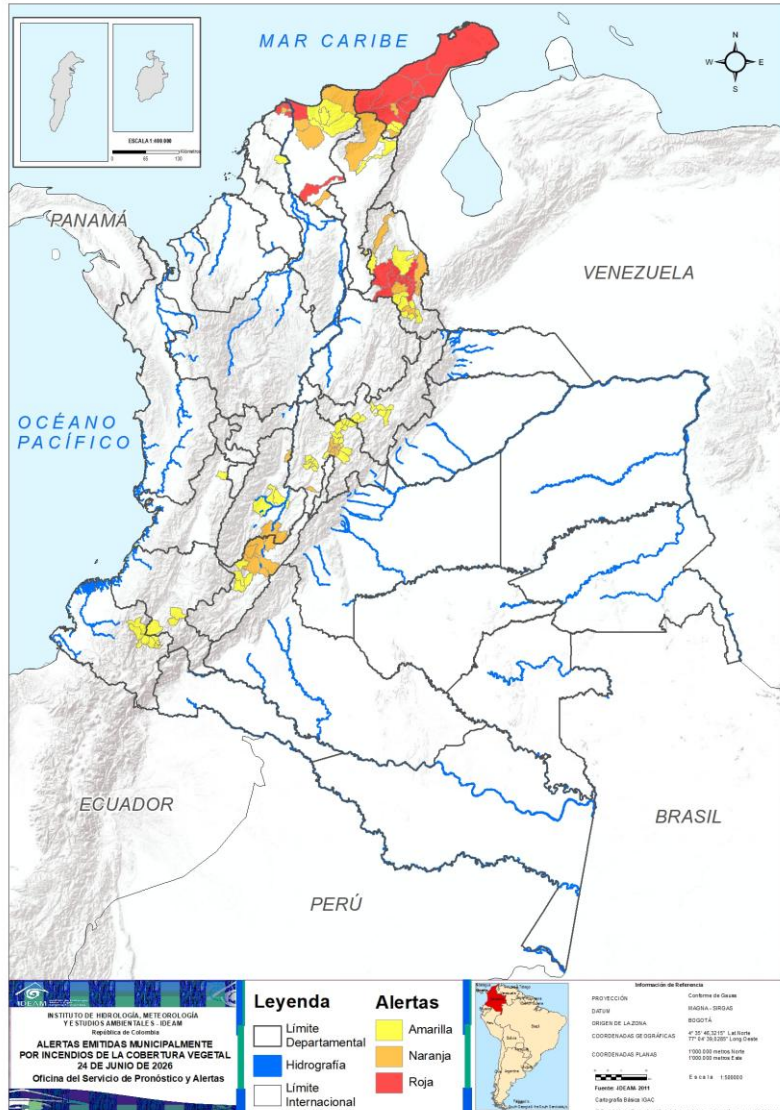 MAR CARIBE
N
W
E
S
ESCALA 1:400.000
PANAMÁ
VENEZUELA
OCÉANO
PACÍFICO
ECUADOR
BRASIL
PERÚ
IDEAM
INSTITUTO DE HIDROLOGÍA, METEOROLOGÍA
Y ESTUDIOS AMBIENTALES - IDEAM
República de Colombia
ALERTAS EMITIDAS MUNICIPALMENTE
POR INCENDIOS DE LA COBERTURA VEGETAL
24 DE JUNIO DE 2026
Oficina del Servicio de Pronóstico y Alertas
Leyenda
Límite
Departamental
Hidrografía
Límite
Internacional
Alertas
Amarilla
Naranja
Roja
Información de Referencia
PROYECCIÓN Conforme de Gauss
DATUM MAGNA - SIRGAS
ORIGEN DE LA ZONA BOGOTÁ
COORDENADAS GEOGRÁFICAS
COORDENADAS PLANAS 1'000.000 metros Norte
1'000.000 metros Este
Fuente: IDEAM. 2011
Cartografía Básica IGAC